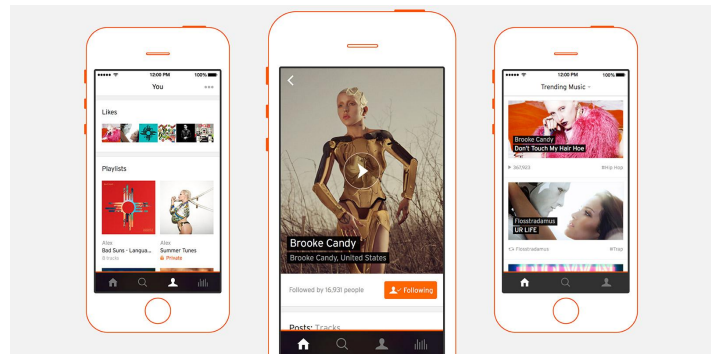 12:00 PM
100%
You
Likes
Playlists
Alex
Bad Suns - Langua...
8 tracks
Alex
Summer Tunes
Private
Brooke Candy
Brooke Candy, United States
Followed by 16,931 people
Following
Posts: Tracks
12:00 PM
100%
Trending Music
Brooke Candy
Don't Touch My Hair Hoe
367,923
#Hip Hop
Flosstradamus
UR LIFE
Flosstradamus
#Trap